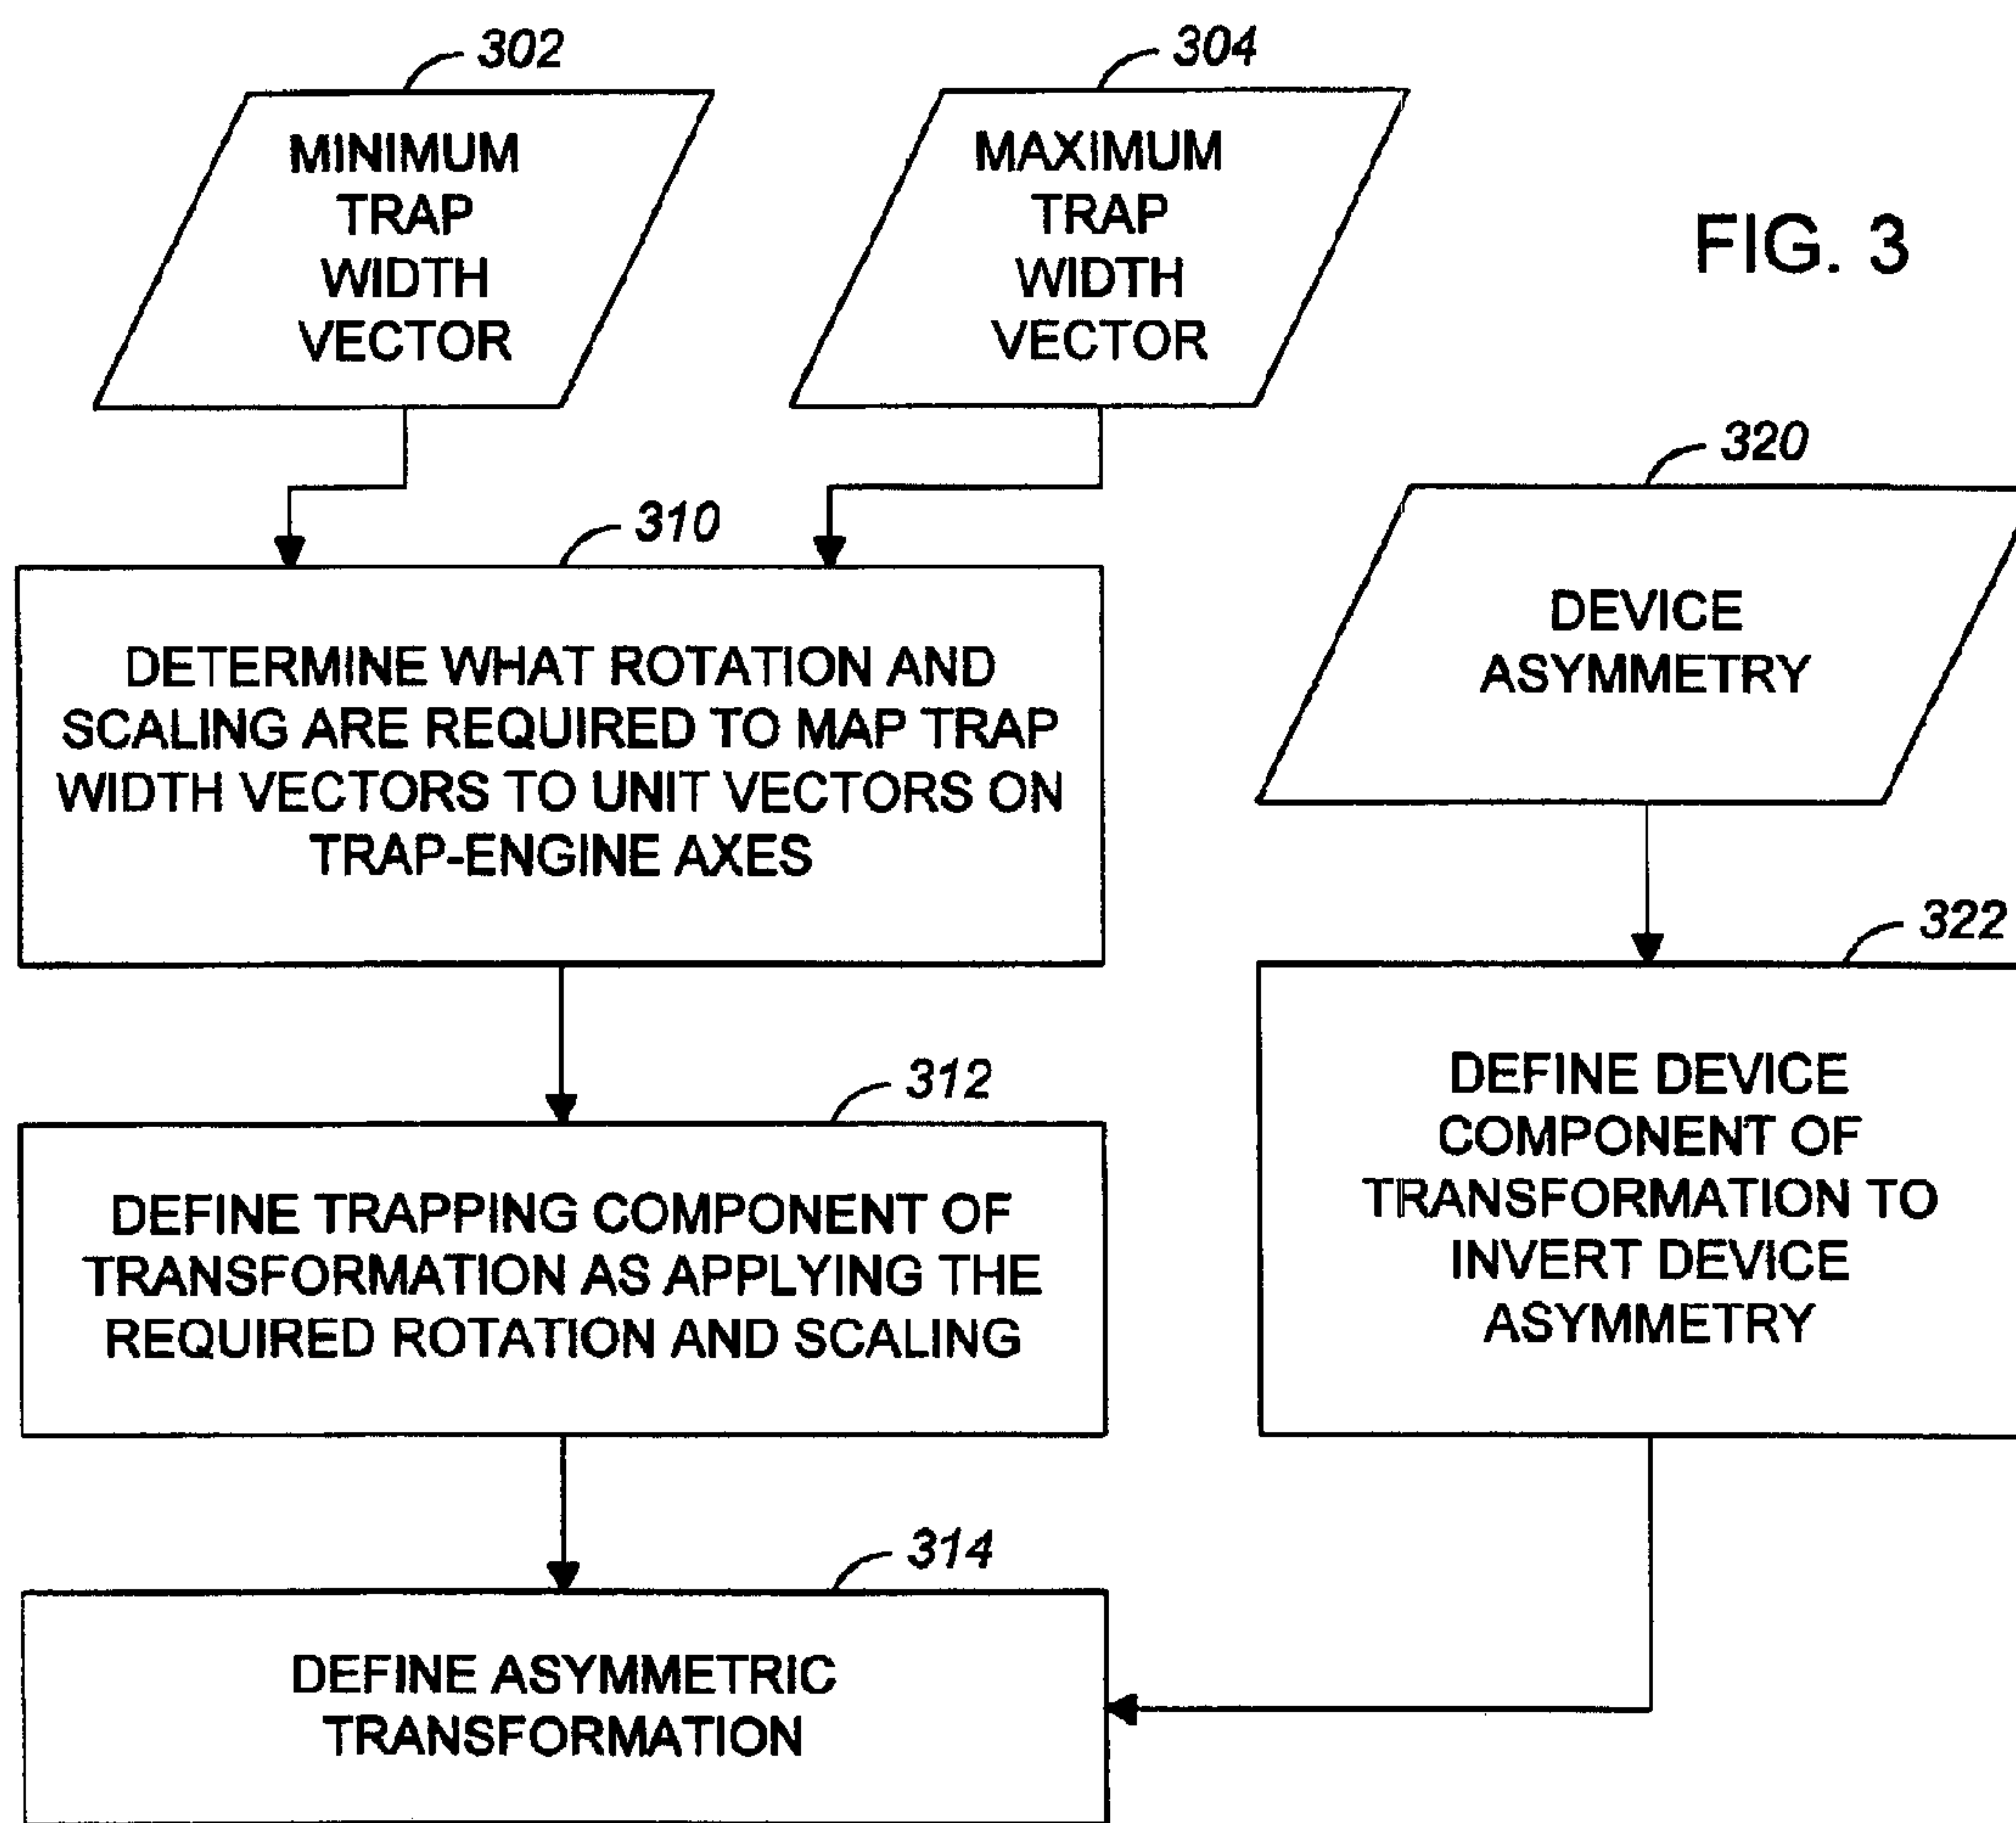 302
MINIMUM
TRAP
WIDTH
VECTOR
304
MAXIMUM
TRAP
WIDTH
VECTOR
FIG. 3
310
DETERMINE WHAT ROTATION AND
SCALING ARE REQUIRED TO MAP TRAP
WIDTH VECTORS TO UNIT VECTORS ON
TRAP-ENGINE AXES
320
DEVICE
ASYMMETRY
312
DEFINE TRAPPING COMPONENT OF
TRANSFORMATION AS APPLYING THE
REQUIRED ROTATION AND SCALING
322
DEFINE DEVICE
COMPONENT OF
TRANSFORMATION TO
INVERT DEVICE
ASYMMETRY
314
DEFINE ASYMMETRIC
TRANSFORMATION